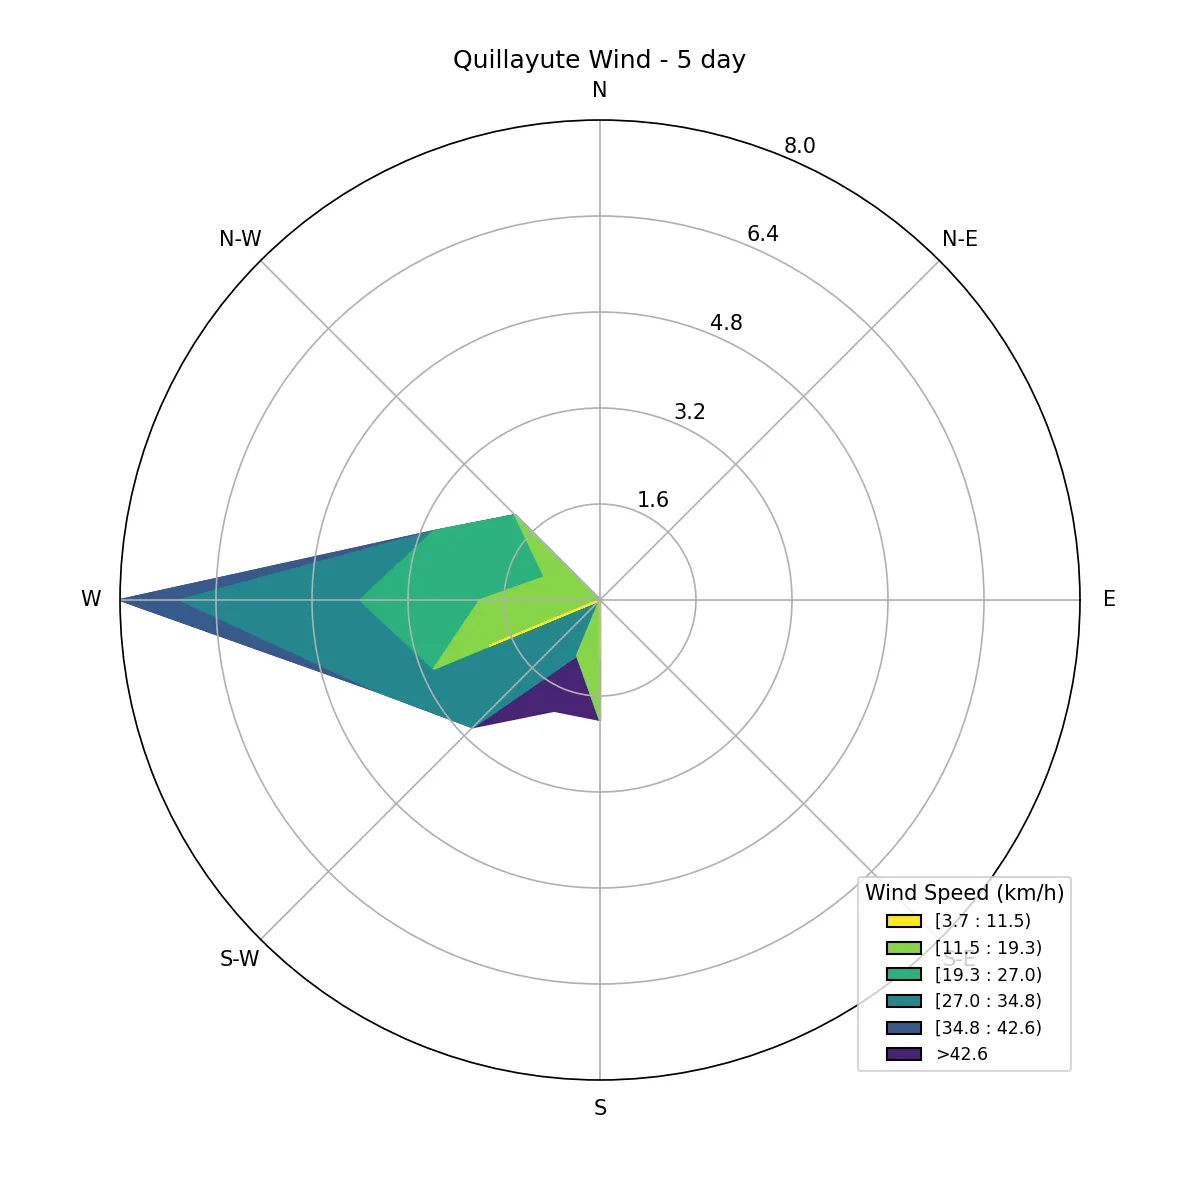 Quillayute Wind - 5 day
N
8.0
N-W
6.4
N-E
4.8
3.2
1.6
W
E
S-W
S-E
S
Wind Speed (km/h)
[3.7 : 11.5)
[11.5 : 19.3)
[19.3 : 27.0)
[27.0 : 34.8)
[34.8 : 42.6)
>42.6